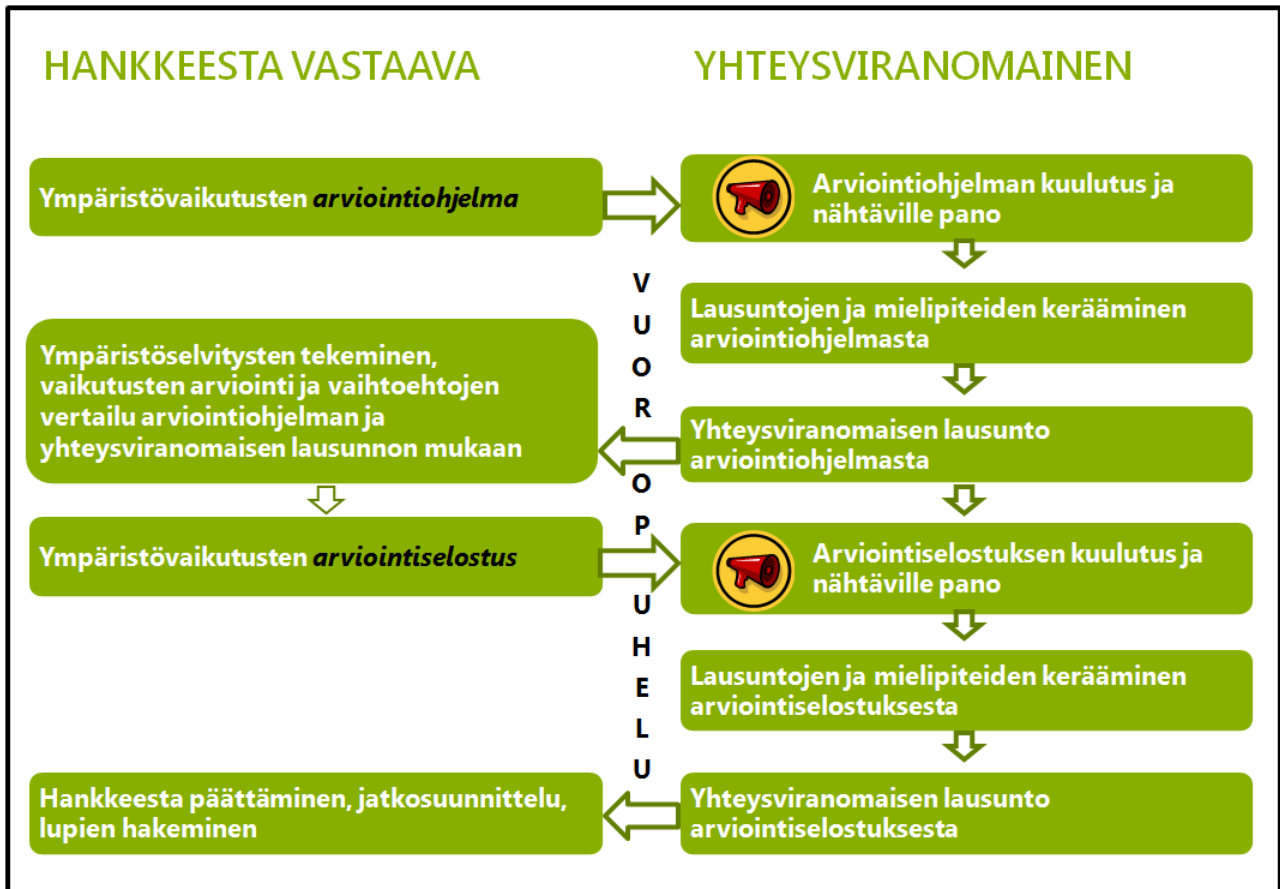 HANKKEESTA VASTAAVA
YHTEYSVIRANOMAINEN
Ympäristövaikutusten arviointiohjelma
Arviointiohjelman kuulutus ja
nähtäville pano
Lausuntojen ja mielipiteiden kerääminen
arviointiohjelmasta
Ympäristöselvitysten tekeminen,
vaikutusten arviointi ja vaihtoehtojen
vertailu arviointiohjelman ja
yhteysviranomaisen lausunnon mukaan
Yhteysviranomaisen lausunto
arviointiohjelmasta
V
U
O
R
O
P
U
H
E
L
U
Ympäristövaikutusten arviointiselostus
Arviointiselostuksen kuulutus ja
nähtäville pano
Lausuntojen ja mielipiteiden kerääminen
arviointiselostuksesta
Hankkeesta päättäminen, jatkosuunnittelu,
lupien hakeminen
Yhteysviranomaisen lausunto
arviointiselostuksesta